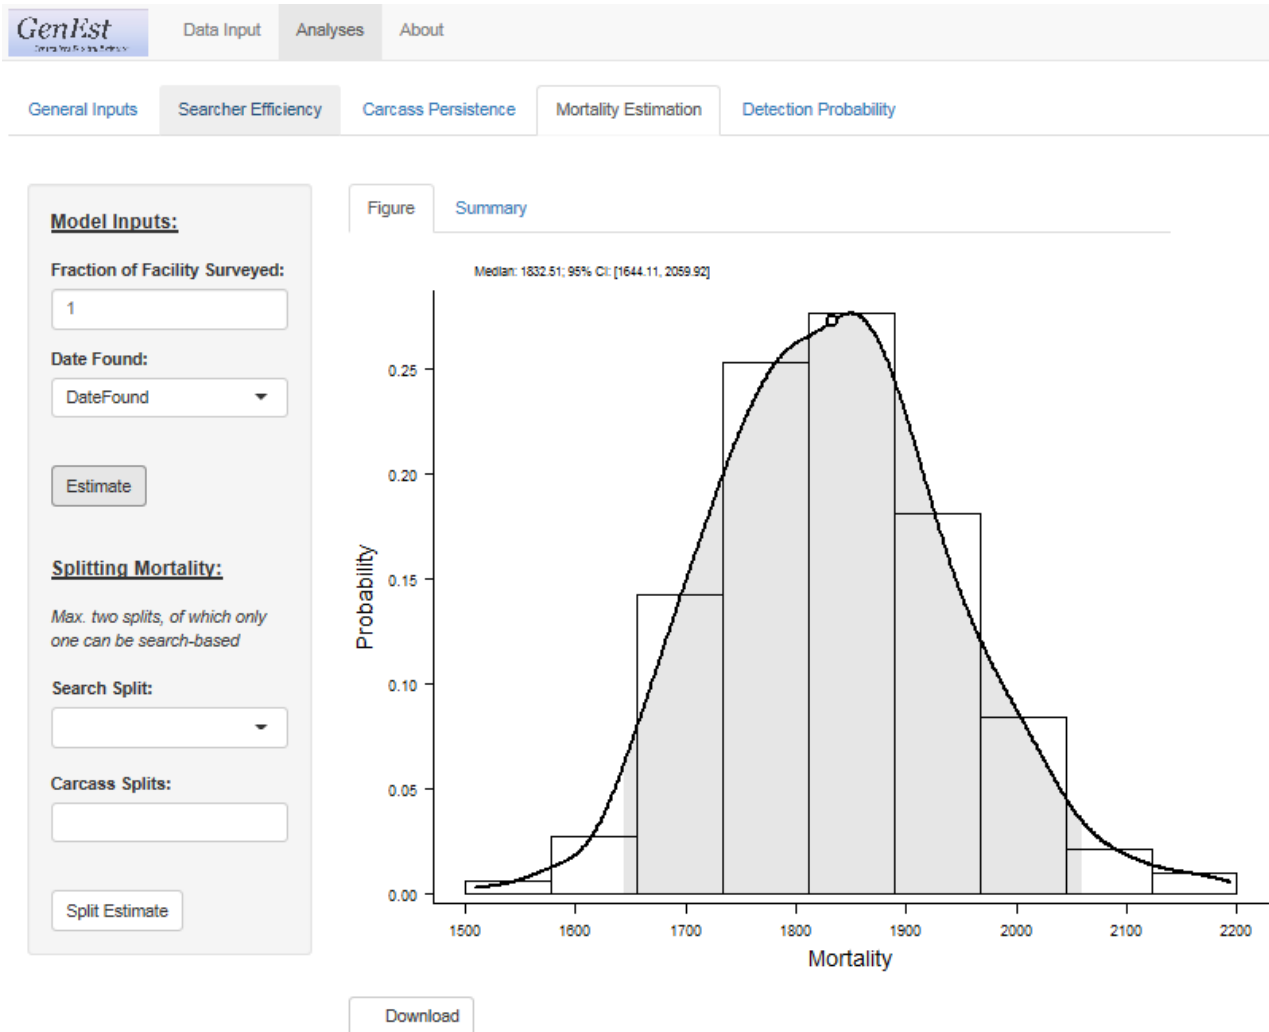 GenEst
Data Input
Analyses
About
General Inputs
Searcher Efficiency
Carcass Persistence
Mortality Estimation
Detection Probability
Model Inputs:
Fraction of Facility Surveyed:
1
Date Found:
DateFound
Estimate
Splitting Mortality:
Max. two splits, of which only
one can be search-based
Search Split:
Carcass Splits:
Split Estimate
Figure
Summary
Median: 1832.51; 95% CI: [1644.11, 2059.92]
Probability
0.25
0.20
0.15
0.10
0.05
0.00
1500
1600
1700
1800
1900
2000
2100
2200
Mortality
Download